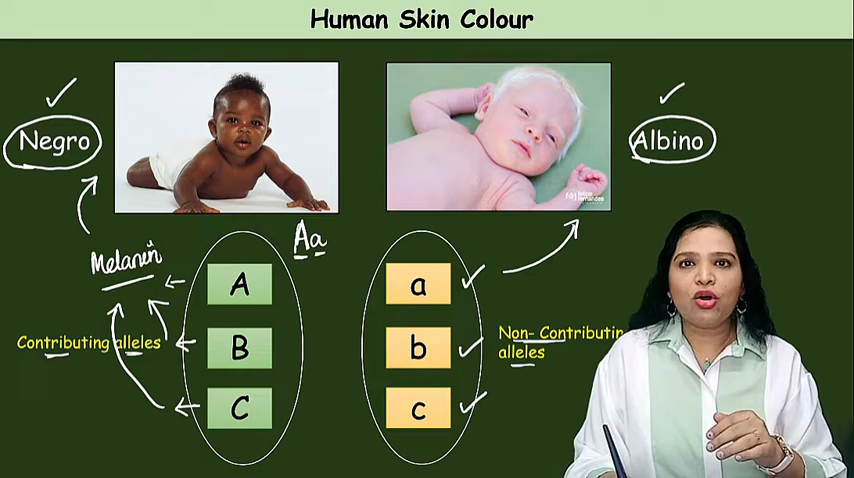 Human Skin Colour
Negro
Albino
Aa
Melanin
A
a
Contributing alleles
B
b
Non- Contributin
alleles
C
c